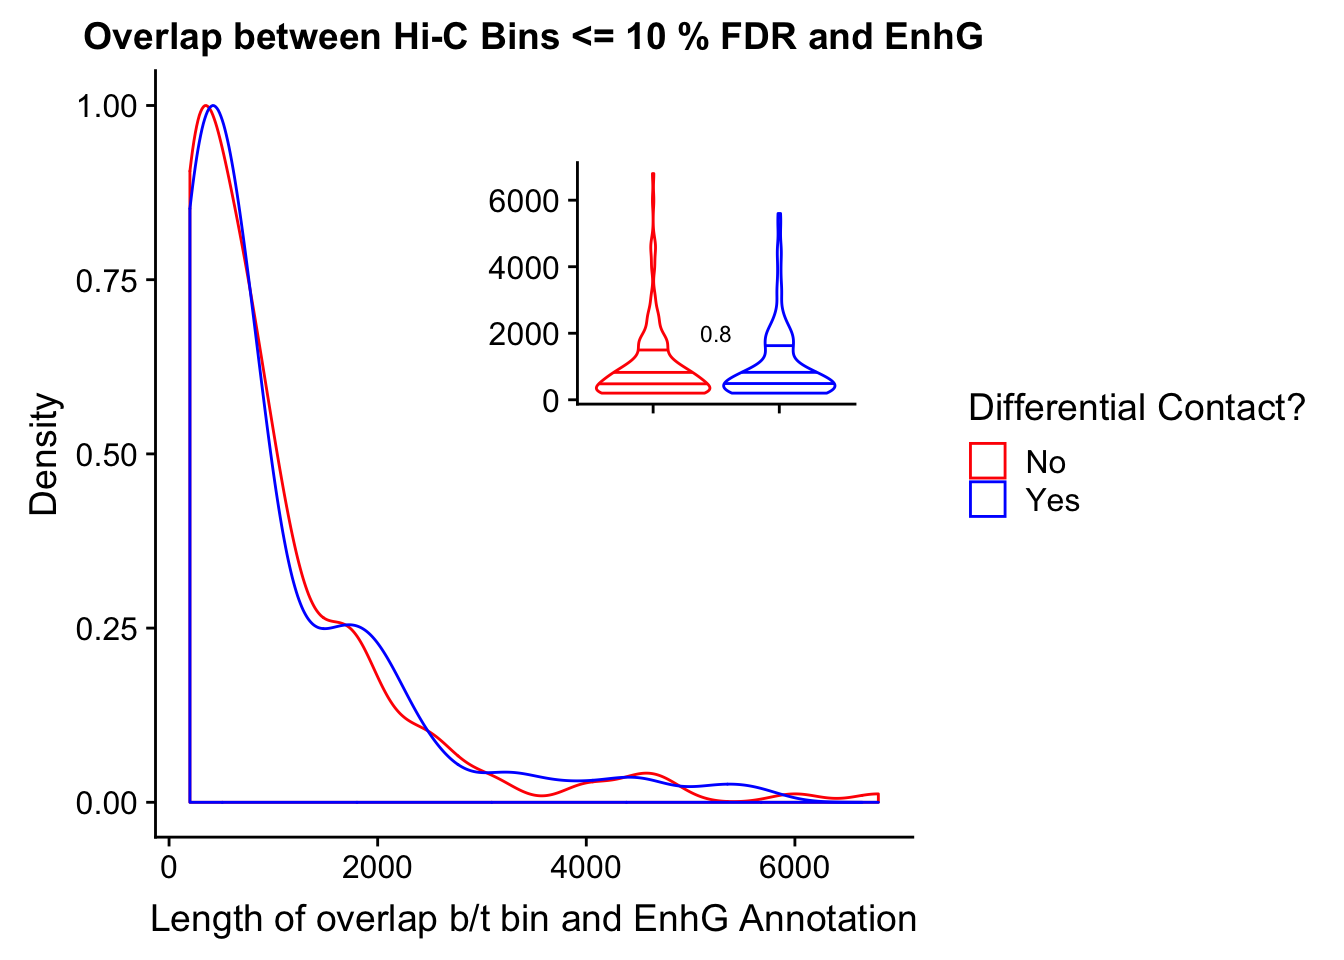 Overlap between Hi-C Bins <= 10 % FDR and EnhG
1.00
0.75
0.50
0.25
0.00
Density
6000
4000
2000
0
0.8
Differential Contact?
No
Yes
0 2000 4000 6000
Length of overlap b/t bin and EnhG Annotation